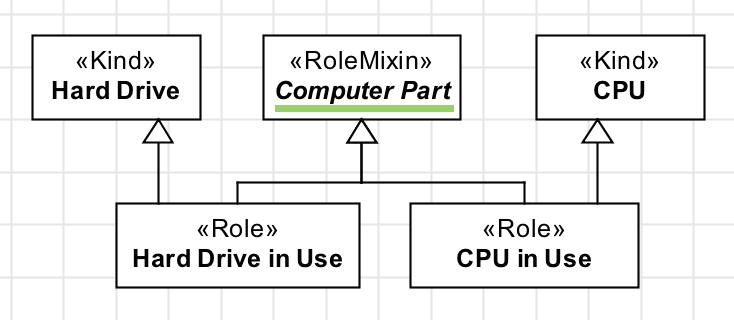 «Kind»
Hard Drive
«RoleMixin»
Computer Part
«Kind»
CPU
«Role»
Hard Drive in Use
«Role»
CPU in Use